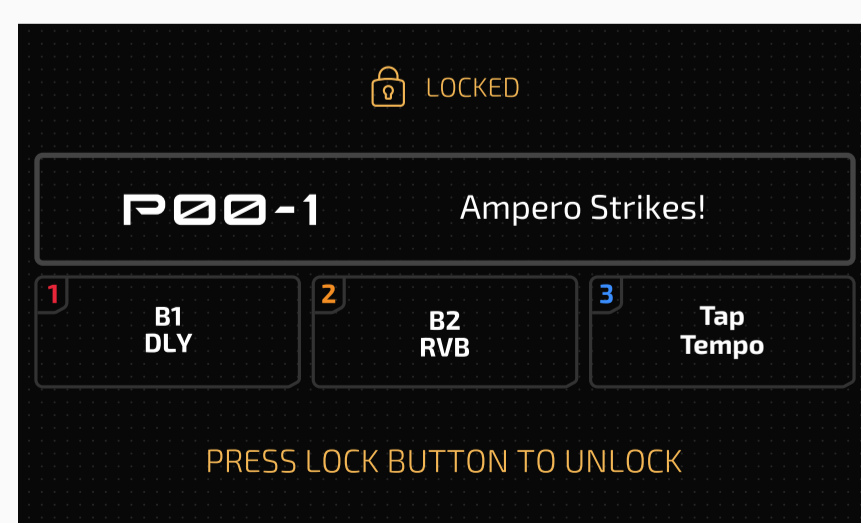 LOCKED
P00-1 Ampero Strikes!
1 2 3
B1 B2 Tap
DLY RVB Tempo
PRESS LOCK BUTTON TO UNLOCK